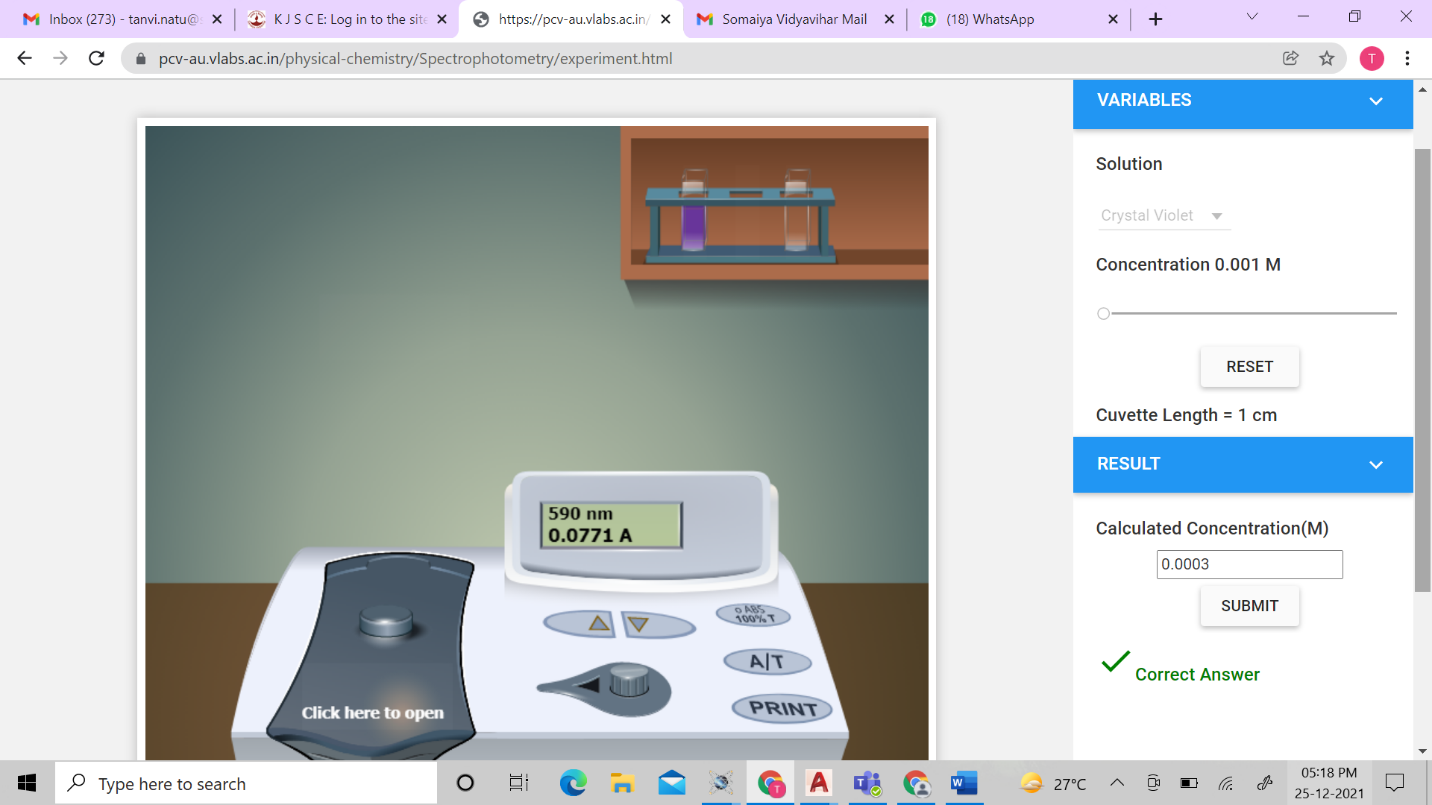 Inbox (273) - tanvi.natu@s
K J S C E: Log in to the site
https://pcv-au.vlabs.ac.in/
Somaiya Vidyavihar Mail
18
(18) WhatsApp
pcv-au.vlabs.ac.in/physical-chemistry/Spectrophotometry/experiment.html
T
VARIABLES
Solution
Crystal Violet
Concentration 0.001 M
RESET
Cuvette Length = 1 cm
RESULT
Calculated Concentration(M)
0.0003
SUBMIT
Correct Answer
590 nm
0.0771 A
o ABS
100% T
A|T
PRINT
Click here to open
Type here to search
27°C
05:18 PM
25-12-2021